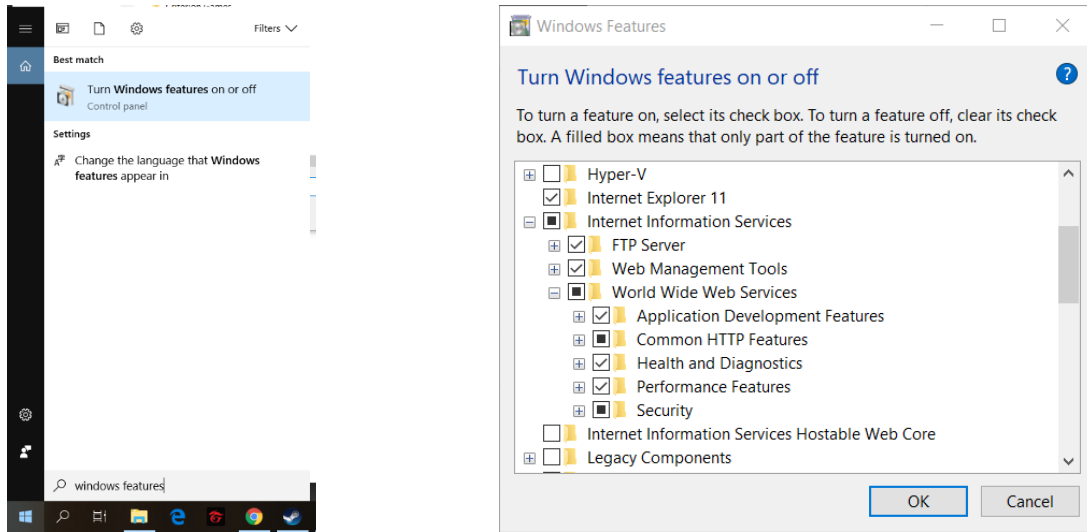 Filters
Best match
Turn Windows features on or off
Control panel
Settings
Change the language that Windows
features appear in
windows features
Windows Features
Turn Windows features on or off
To turn a feature on, select its check box. To turn a feature off, clear its check
box. A filled box means that only part of the feature is turned on.
Hyper-V
Internet Explorer 11
Internet Information Services
FTP Server
Web Management Tools
World Wide Web Services
Application Development Features
Common HTTP Features
Health and Diagnostics
Performance Features
Security
Internet Information Services Hostable Web Core
Legacy Components
OK
Cancel